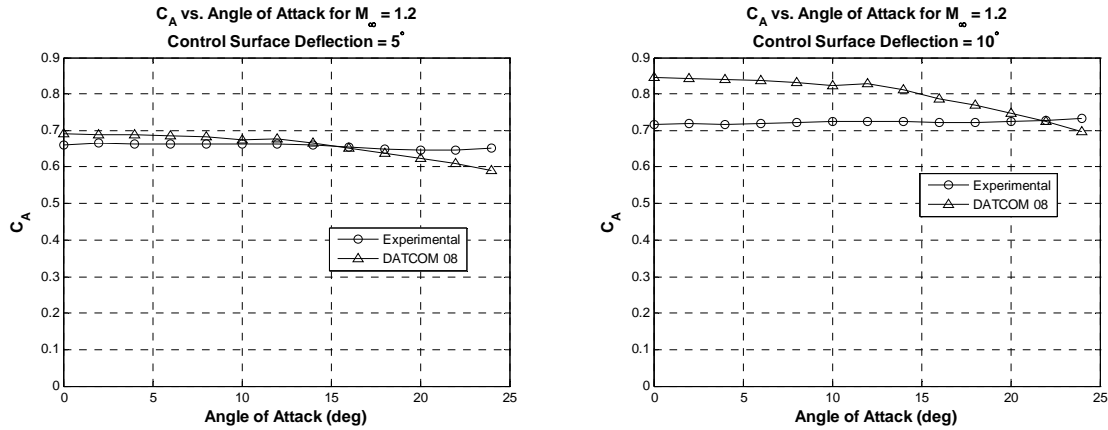 C_A vs. Angle of Attack for M_∞ = 1.2
Control Surface Deflection = 5°
0.9
0.8
0.7
0.6
0.5
0.4
0.3
0.2
0.1
0
C_A
Experimental
DATCOM 08
0 5 10 15 20 25
Angle of Attack (deg)
C_A vs. Angle of Attack for M_∞ = 1.2
Control Surface Deflection = 10°
0.9
0.8
0.7
0.6
0.5
0.4
0.3
0.2
0.1
0
C_A
Experimental
DATCOM 08
0 5 10 15 20 25
Angle of Attack (deg)